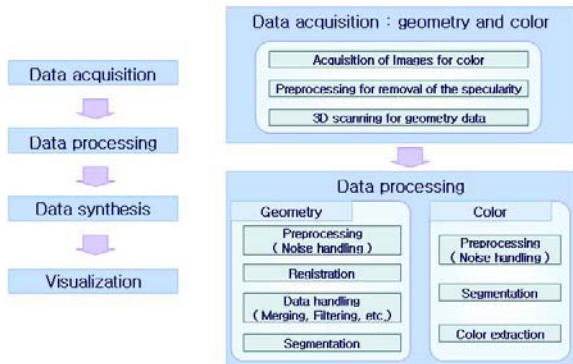 Data acquisition
Data processing
Data synthesis
Visualization
Data acquisition : geometry and color
Acquisition of Images for color
Preprocessing for removal of the specularity
3D scanning for geometry data
Data processing
Geometry
Preprocessing
( Noise handling )
Registration
Data handling
( Merging, Filtering, etc.)
Segmentation
Color
Preprocessing
( Noise handling )
Segmentation
Color extraction